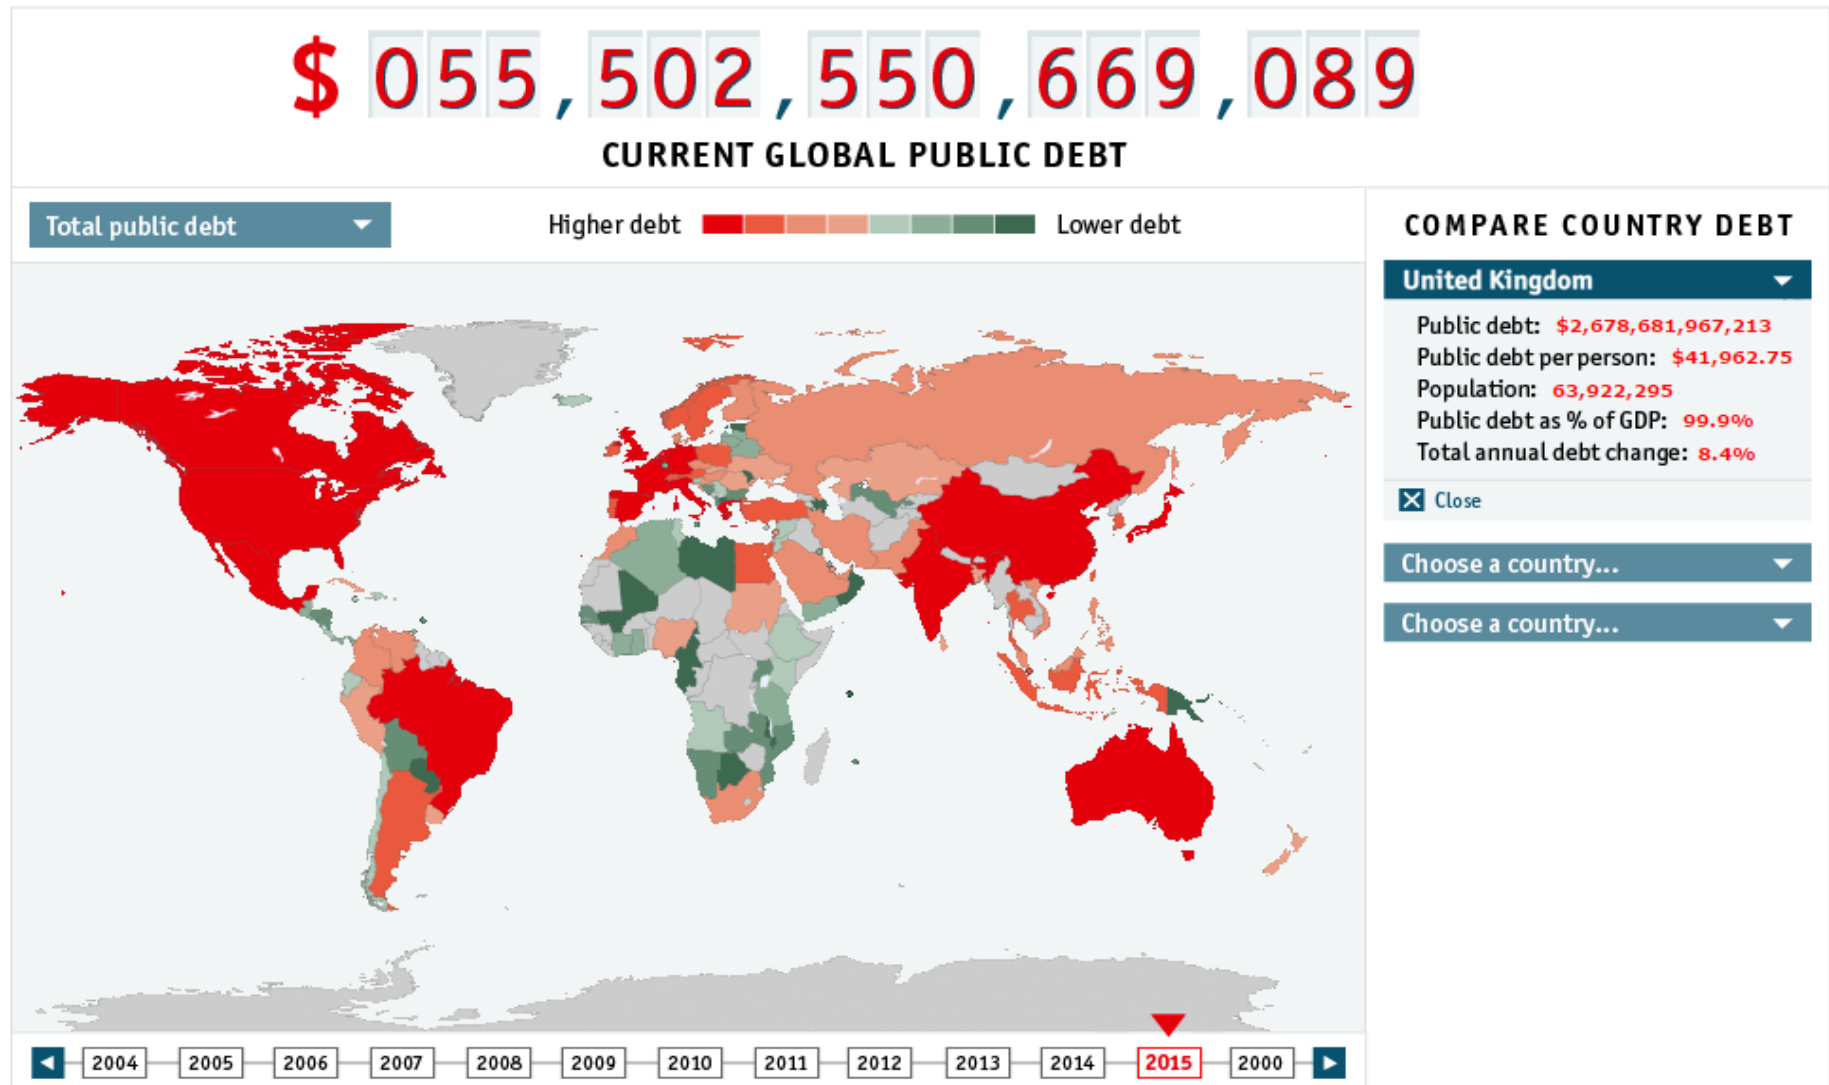 $ 055,502,550,669,089
CURRENT GLOBAL PUBLIC DEBT
Total public debt
Higher debt
Lower debt
COMPARE COUNTRY DEBT
United Kingdom
Public debt: $2,678,681,967,213
Public debt per person: $41,962.75
Population: 63,922,295
Public debt as % of GDP: 99.9%
Total annual debt change: 8.4%
Close
Choose a country...
Choose a country...
2004 2005 2006 2007 2008 2009 2010 2011 2012 2013 2014 2015 2000